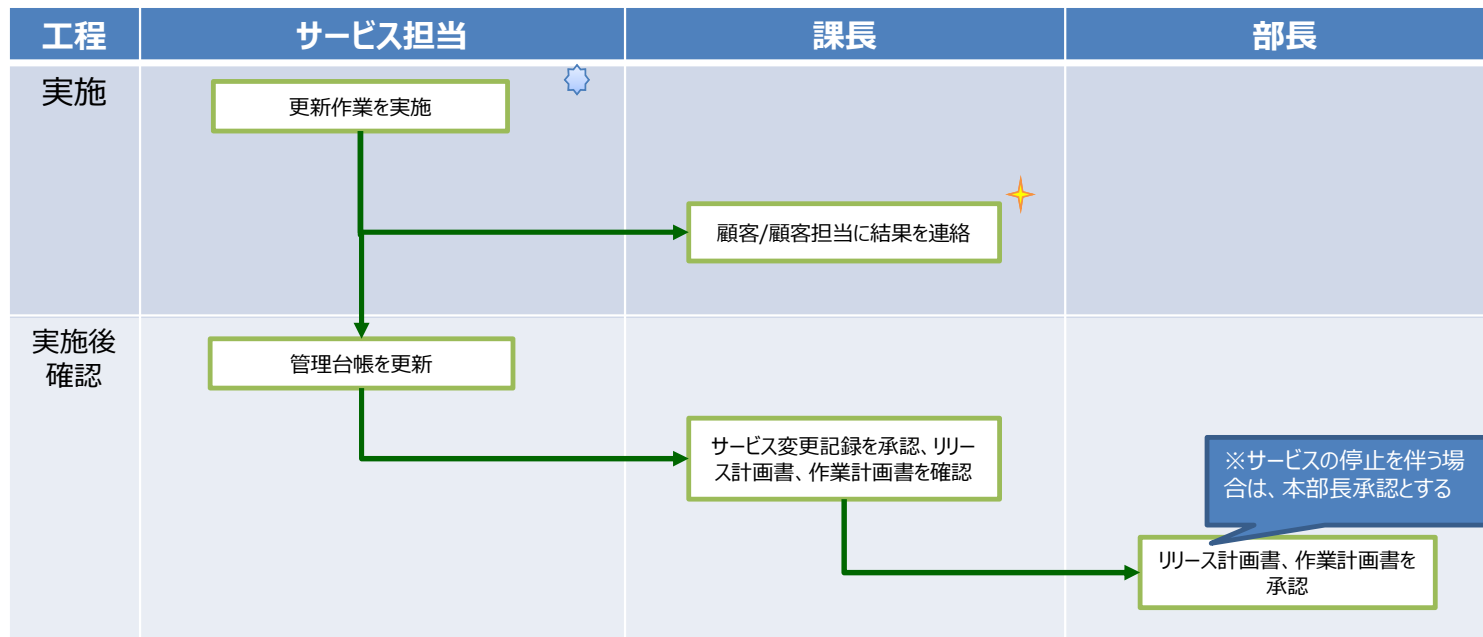 工程 サービス担当 課長 部長
実施
更新作業を実施
顧客/顧客担当に結果を連絡
実施後
確認
管理台帳を更新
サービス変更記録を承認、リリー
ス計画書、作業計画書を確認
※サービスの停止を伴う場
合は、本部長承認とする
リリース計画書、作業計画書を
承認